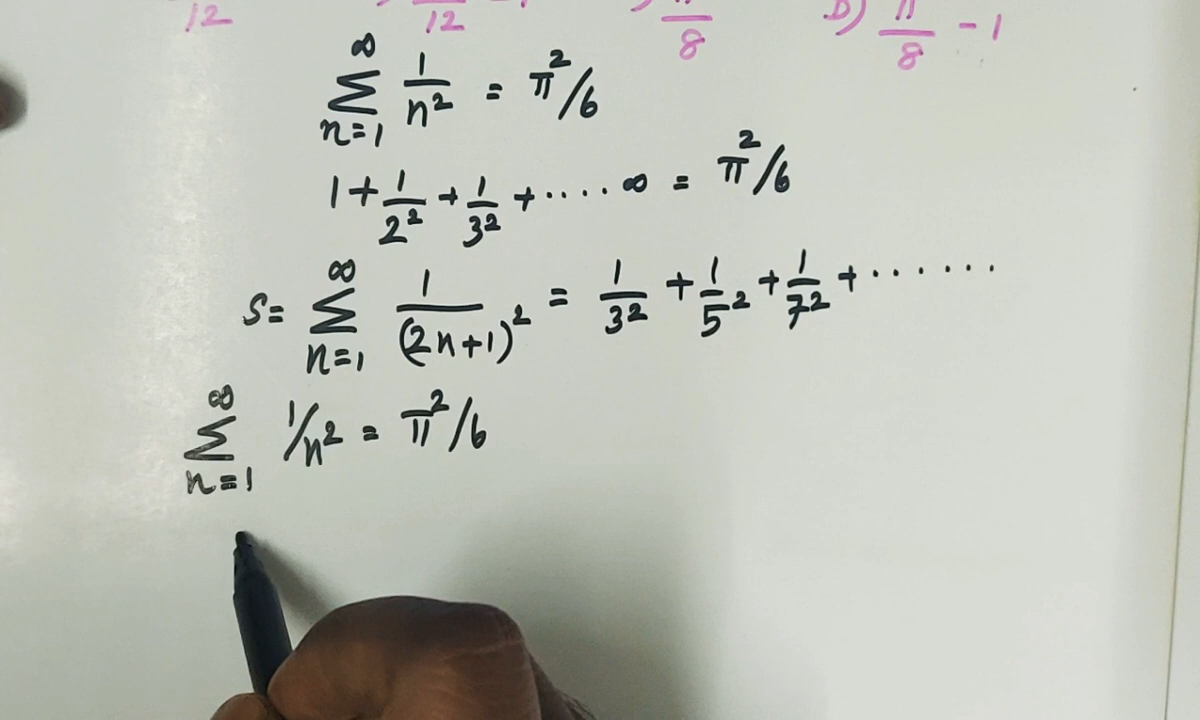 12 12 8 D) π/8 - 1
∞∑n=1 1/n² = π²/6
1 + 1/2² + 1/3² + .... ∞ = π²/6
S = ∞∑n=1 1/(2n+1)² = 1/3² + 1/5² + 1/7² + ......
∞∑n=1 1/n² = π²/6